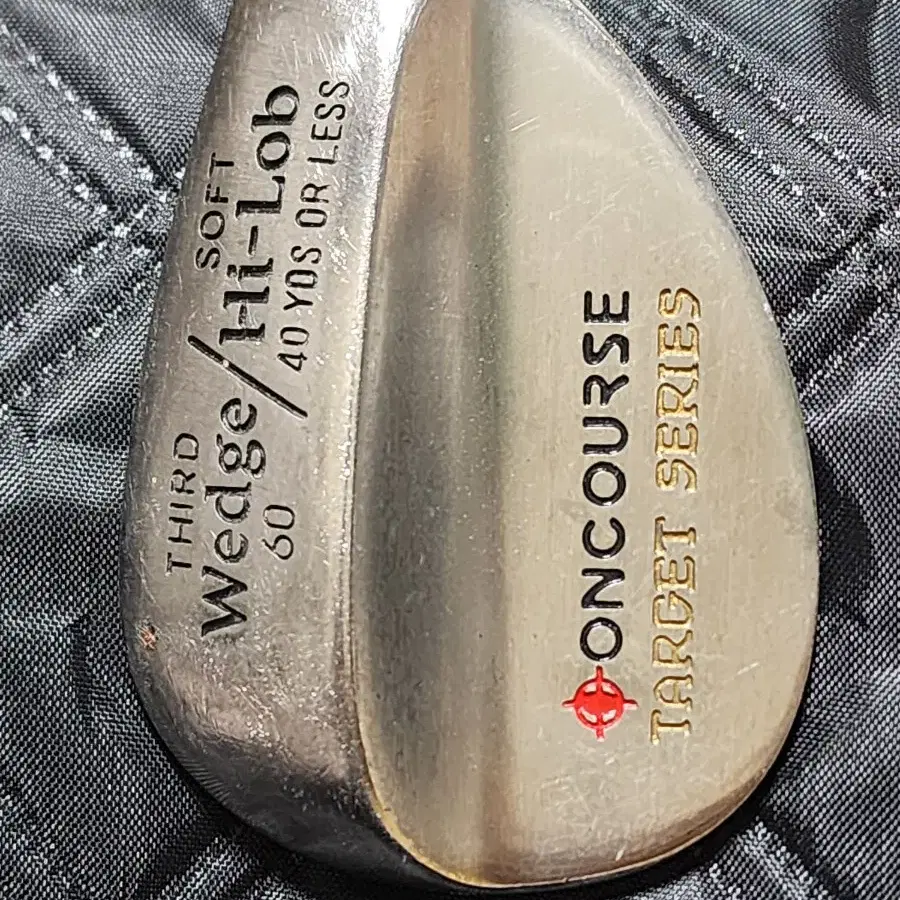 SOFT
THIRD
Wedge/Hi-Lob
60
40 YDS OR LESS
ONCOURSE
TARGET SERIES